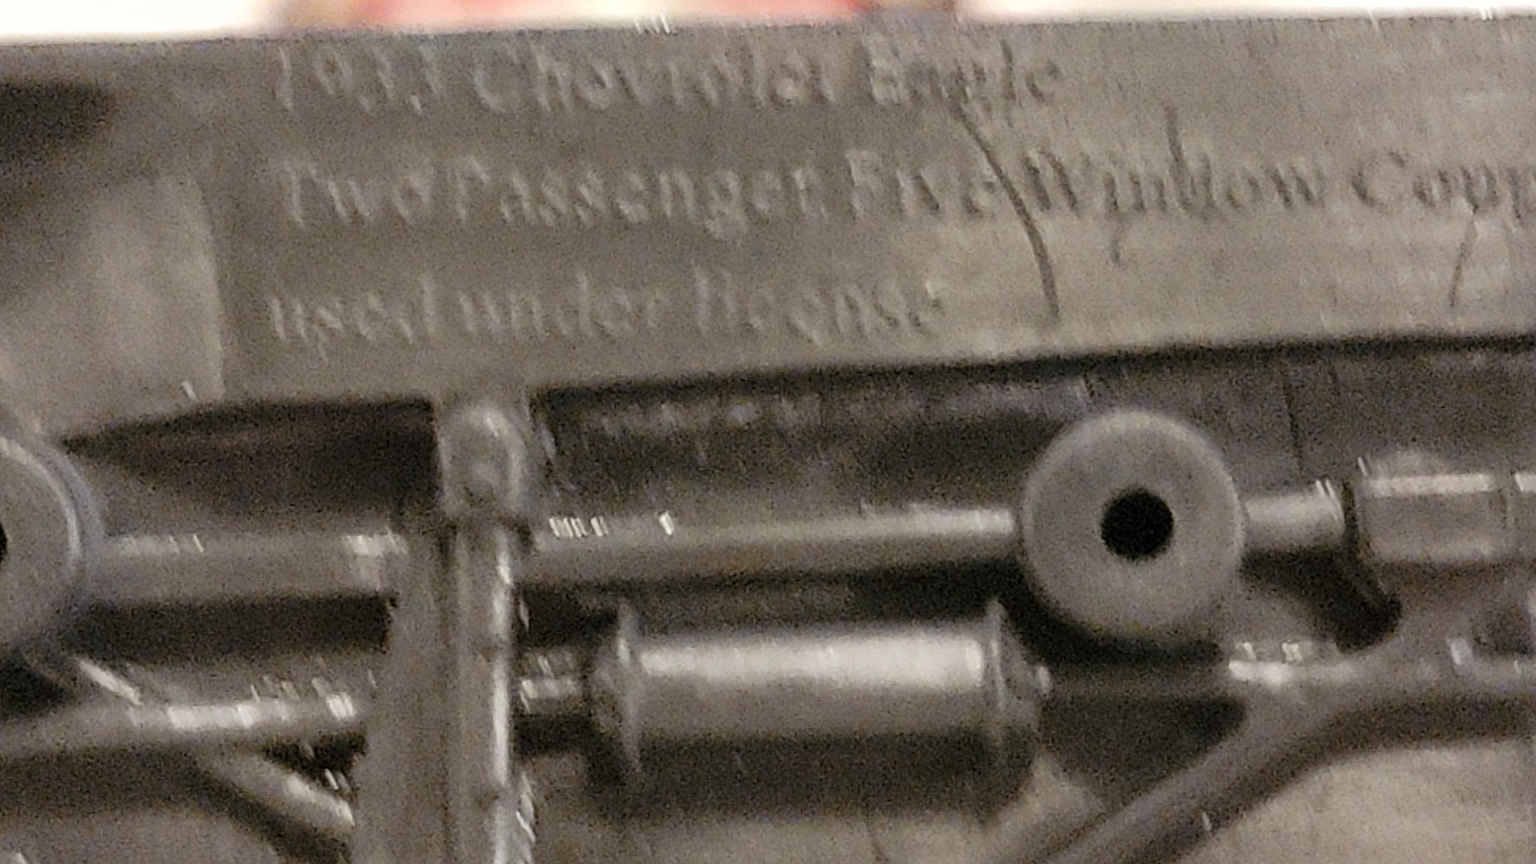 1933 Chevrolet Eagle
Two Passenger Five Window Coup
used under license